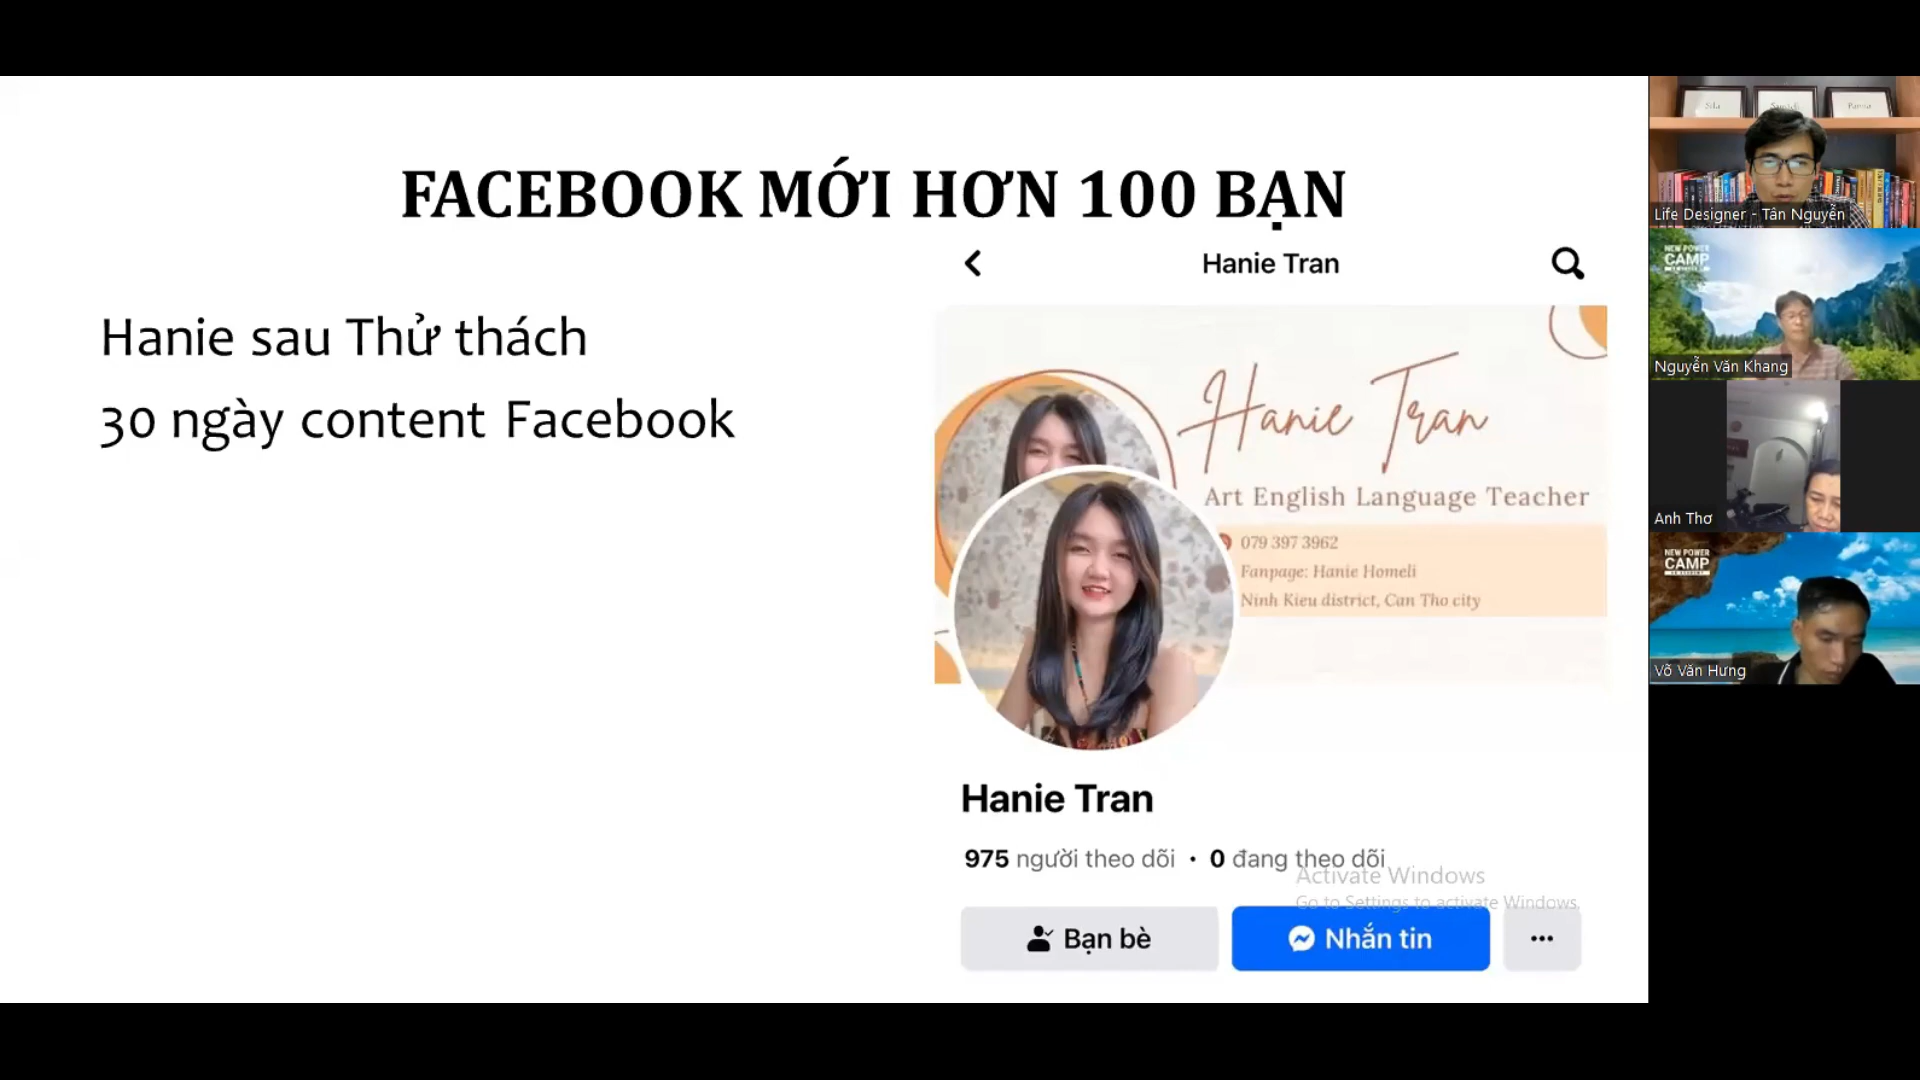 FACEBOOK MỚI HƠN 100 BẠN
Hanie sau Thử thách
30 ngày content Facebook
Hanie Tran
Hanie Tran
Art English Language Teacher
079 397 3962
Fanpage: Hanie Homeli
Ninh Kieu district, Can Tho city
Hanie Tran
975 người theo dõi · 0 đang theo dõi
Activate Windows
Go to Settings to activate Windows.
Bạn bè
Nhắn tin
Life Designer - Tân Nguyễn
NEW POWER
CAMP
Nguyễn Văn Khang
Anh Thơ
NEW POWER
CAMP
Võ Văn Hưng